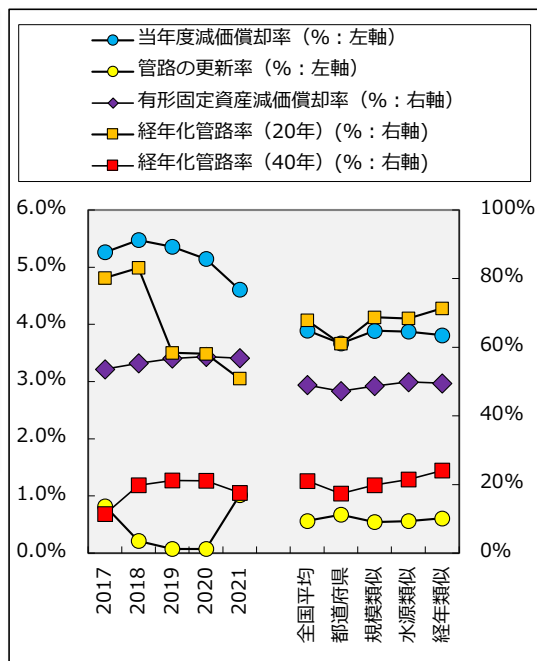 当年度減価償却率（%：左軸）
管路の更新率（%：左軸）
有形固定資産減価償却率（%：右軸）
経年化管路率（20年）(%：右軸)
経年化管路率（40年）(%：右軸)
6.0%
5.0%
4.0%
3.0%
2.0%
1.0%
0.0%
100%
80%
60%
40%
20%
0%
2017
2018
2019
2020
2021
全国平均
都道府県
規模類似
水源類似
経年類似